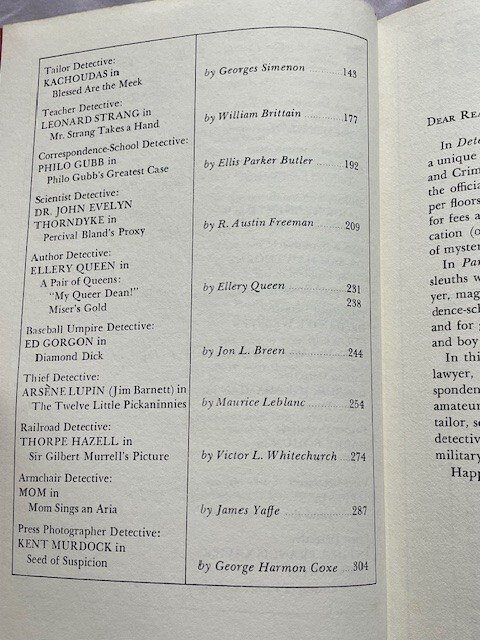 Tailor Detective:
KACHOUDAS in
Blessed Are the Meek
by Georges Simenon ........... 143
Teacher Detective:
LEONARD STRANG in
Mr. Strang Takes a Hand
by William Brittain ............ 177
Correspondence-School Detective:
PHILO GUBB in
Philo Gubb's Greatest Case
by Ellis Parker Butler .......... 192
Scientist Detective:
DR. JOHN EVELYN
THORNDYKE in
Percival Bland's Proxy
by R. Austin Freeman ........ 209
Author Detective:
ELLERY QUEEN in
A Pair of Queens:
"My Queer Dean!"
Miser's Gold
by Ellery Queen ................ 231
238
Baseball Umpire Detective:
ED GORGON in
Diamond Dick
by Jon L. Breen ................ 244
Thief Detective:
ARSÈNE LUPIN (Jim Barnett) in
The Twelve Little Pickaninnies
by Maurice Leblanc ........... 254
Railroad Detective:
THORPE HAZELL in
Sir Gilbert Murrell's Picture
by Victor L. Whitechurch ... 274
Armchair Detective:
MOM in
Mom Sings an Aria
by James Yaffe .................. 287
Press Photographer Detective:
KENT MURDOCK in
Seed of Suspicion
by George Harmon Coxe ... 304
DEAR REA
In Dete
a unique
and Crim
the officia
per floors
for fees a
cation (o
of myster
In Par
sleuths w
yer, mag
dence-sch
and for
and boy
In thi
lawyer,
sponden
amateur
tailor, se
detectiv
military
Happ